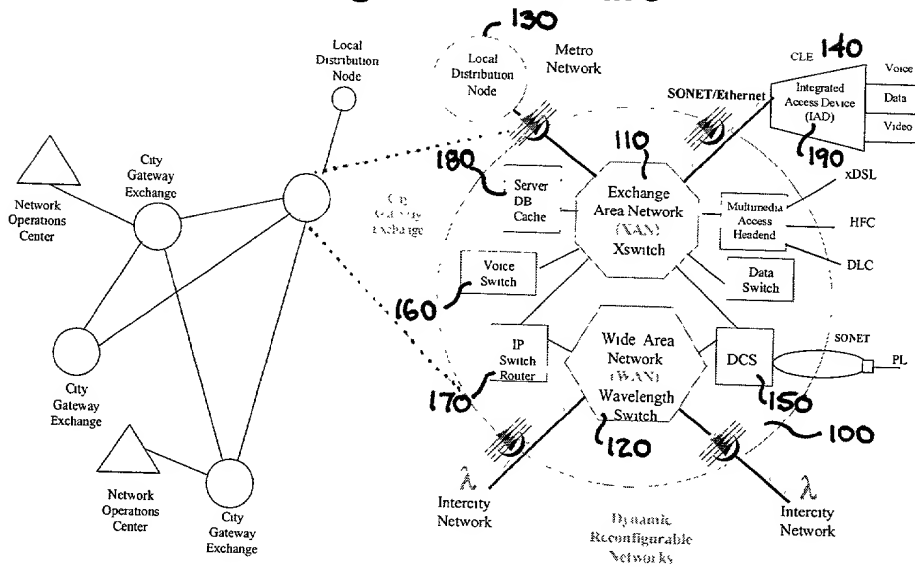 Local
Distribution
Node
City
Gateway
Exchange
Network
Operations
Center
City
Gateway
Exchange
Network
Operations
Center
City
Gateway
Exchange
130
Local
Distribution
Node
Metro
Network
SONET/Ethernet
CLE
140
Integrated
Access Device
(IAD)
190
Voice
Data
Video
110
180
Server
DB
Cache
City
Gateway
Exchange
Exchange
Area Network
(XAN)
Xswitch
Multimedia
Access
Headend
xDSL
HFC
DLC
Voice
Switch
160
Data
Switch
IP
Switch
Router
170
Wide Area
Network
(WAN)
Wavelength
Switch
120
DCS
150
SONET
PL
100
λ
Intercity
Network
λ
Intercity
Network
Dynamic
Reconfigurable
Networks